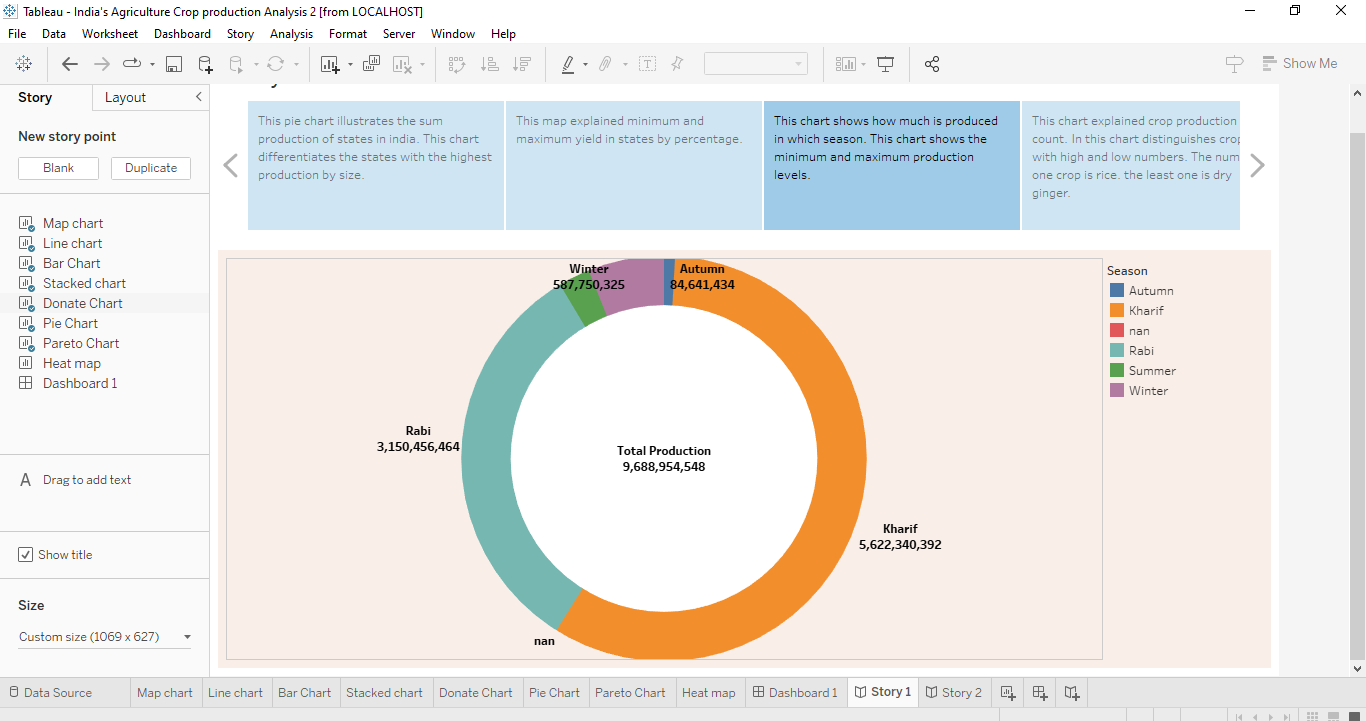 Tableau - India's Agriculture Crop production Analysis 2 [from LOCALHOST]
File Data Worksheet Dashboard Story Analysis Format Server Window Help
Show Me
Story Layout
New story point
Blank Duplicate
Map chart
Line chart
Bar Chart
Stacked chart
Donate Chart
Pie Chart
Pareto Chart
Heat map
Dashboard 1
A Drag to add text
Show title
Size
Custom size (1069 x 627)
This pie chart illustrates the sum
production of states in india. This chart
differentiates the states with the highest
production by size.
This map explained minimum and
maximum yield in states by percentage.
This chart shows how much is produced
in which season. This chart shows the
minimum and maximum production
levels.
This chart explained crop production
count. In this chart distinguishes
with high and low numbers. The
one crop is rice. the least one is dry
ginger.
Winter
587,750,325
Autumn
84,641,434
Rabi
3,150,456,464
Total Production
9,688,954,548
Kharif
5,622,340,392
nan
Season
Autumn
Kharif
nan
Rabi
Summer
Winter
Data Source Map chart Line chart Bar Chart Stacked chart Donate Chart Pie Chart Pareto Chart Heat map Dashboard 1 Story 1 Story 2